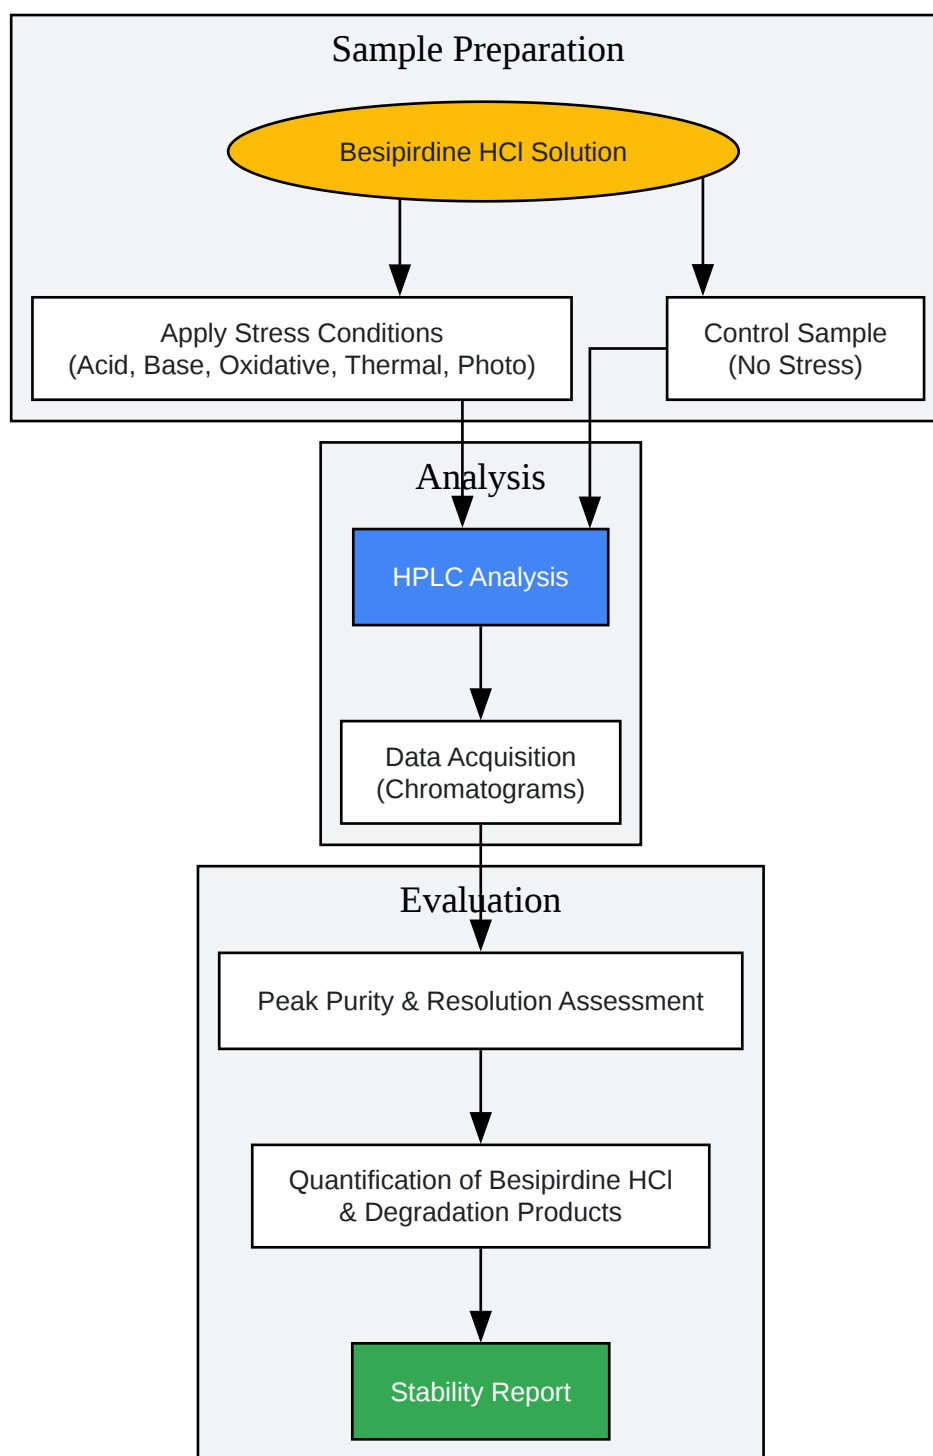 Sample Preparation
Besipirdine HCl Solution
Apply Stress Conditions
(Acid, Base, Oxidative, Thermal, Photo)
Control Sample
(No Stress)
Analysis
HPLC Analysis
Data Acquisition
(Chromatograms)
Evaluation
Peak Purity & Resolution Assessment
Quantification of Besipirdine HCl
& Degradation Products
Stability Report